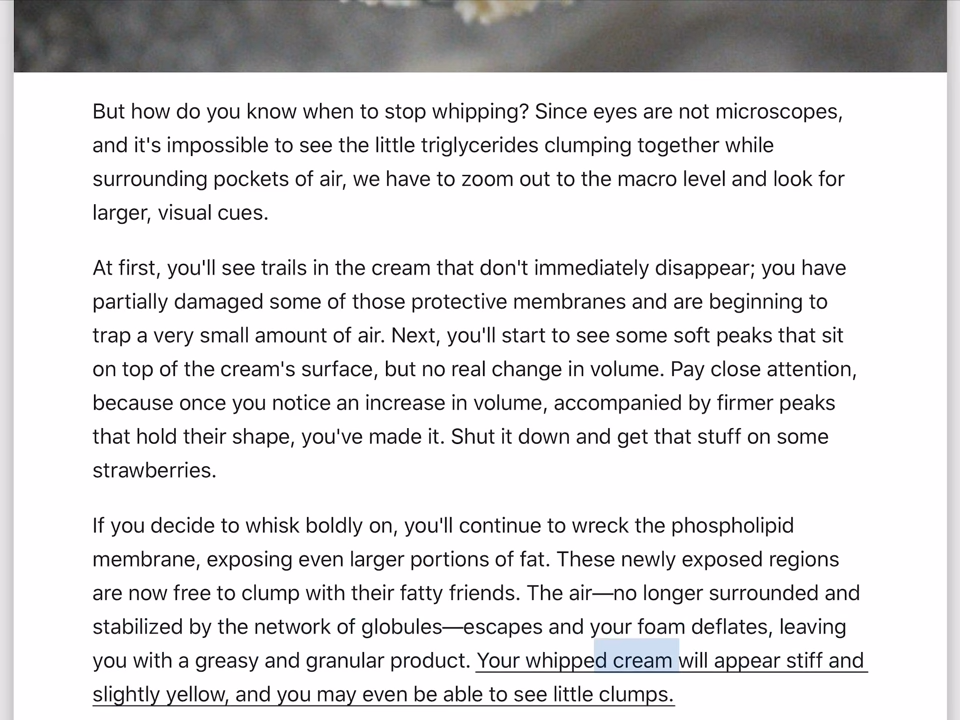 But how do you know when to stop whipping? Since eyes are not microscopes,
and it's impossible to see the little triglycerides clumping together while
surrounding pockets of air, we have to zoom out to the macro level and look for
larger, visual cues.
At first, you'll see trails in the cream that don't immediately disappear; you have
partially damaged some of those protective membranes and are beginning to
trap a very small amount of air. Next, you'll start to see some soft peaks that sit
on top of the cream's surface, but no real change in volume. Pay close attention,
because once you notice an increase in volume, accompanied by firmer peaks
that hold their shape, you've made it. Shut it down and get that stuff on some
strawberries.
If you decide to whisk boldly on, you'll continue to wreck the phospholipid
membrane, exposing even larger portions of fat. These newly exposed regions
are now free to clump with their fatty friends. The air—no longer surrounded and
stabilized by the network of globules—escapes and your foam deflates, leaving
you with a greasy and granular product. Your whipped cream will appear stiff and
slightly yellow, and you may even be able to see little clumps.